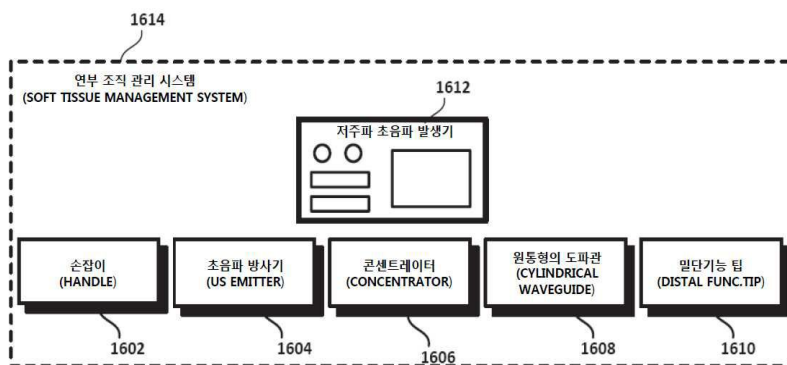 1614
연부 조직 관리 시스템
(SOFT TISSUE MANAGEMENT SYSTEM)
1612
저주파 초음파 발생기
손잡이
(HANDLE)
초음파 방사기
(US EMITTER)
콘센트레이터
(CONCENTRATOR)
원통형의 도파관
(CYLINDRICAL
WAVEGUIDE)
밀단기능 팁
(DISTAL FUNC.TIP)
1602
1604
1606
1608
1610